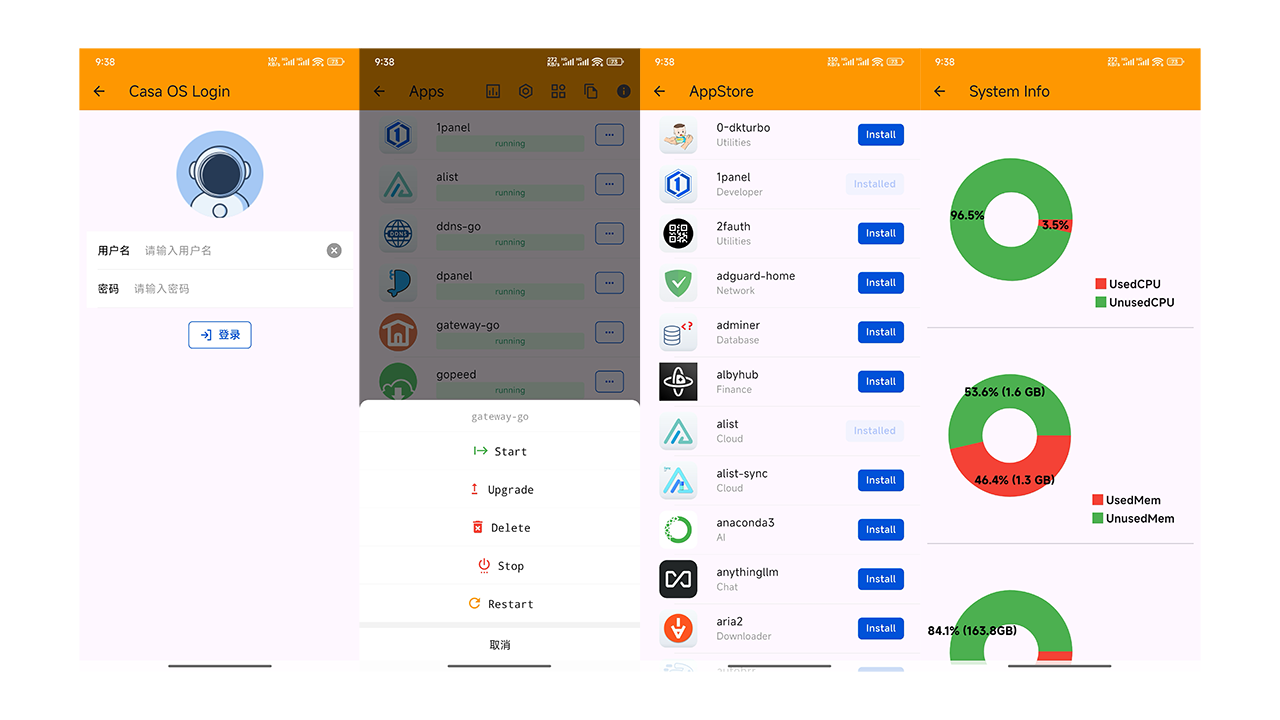 9:38
Casa OS Login
用户名 请输入用户名
密码 请输入密码
登录
9:38
Apps
1panel
running
alist
running
ddns-go
running
dpanel
running
gateway-go
running
gopeed
running
gateway-go
Start
Upgrade
Delete
Stop
Restart
取消
9:38
AppStore
0-dkturbo
Utilities
Install
1panel
Developer
Installed
2fauth
Utilities
Install
adguard-home
Network
Install
adminer
Database
Install
albyhub
Finance
Install
alist
Cloud
Installed
alist-sync
Cloud
Install
anaconda3
AI
Install
anythingllm
Chat
Install
aria2
Downloader
Install
9:38
System Info
96.5%
3.5%
UsedCPU
UnusedCPU
53.6% (1.6 GB)
46.4% (1.3 GB)
UsedMem
UnusedMem
84.1% (163.8GB)